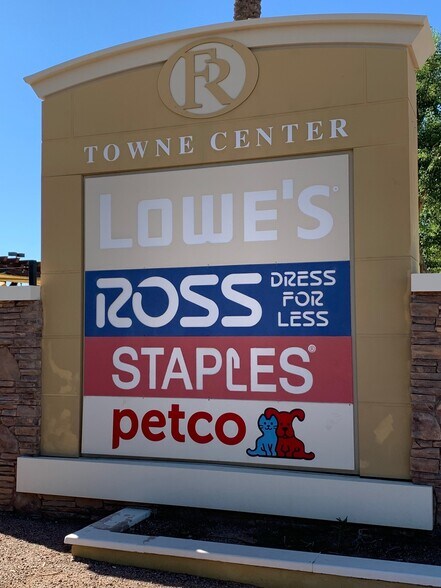 FR
TOWNE CENTER
LOWE'S
ROSS DRESS
FOR
LESS
STAPLES®
petco